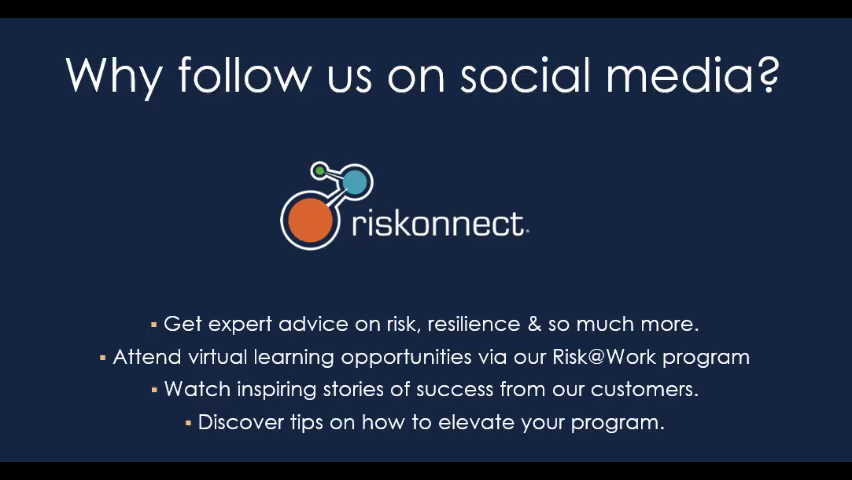 Why follow us on social media?
riskonnect.
▪ Get expert advice on risk, resilience & so much more.
▪ Attend virtual learning opportunities via our Risk@Work program
▪ Watch inspiring stories of success from our customers.
▪ Discover tips on how to elevate your program.